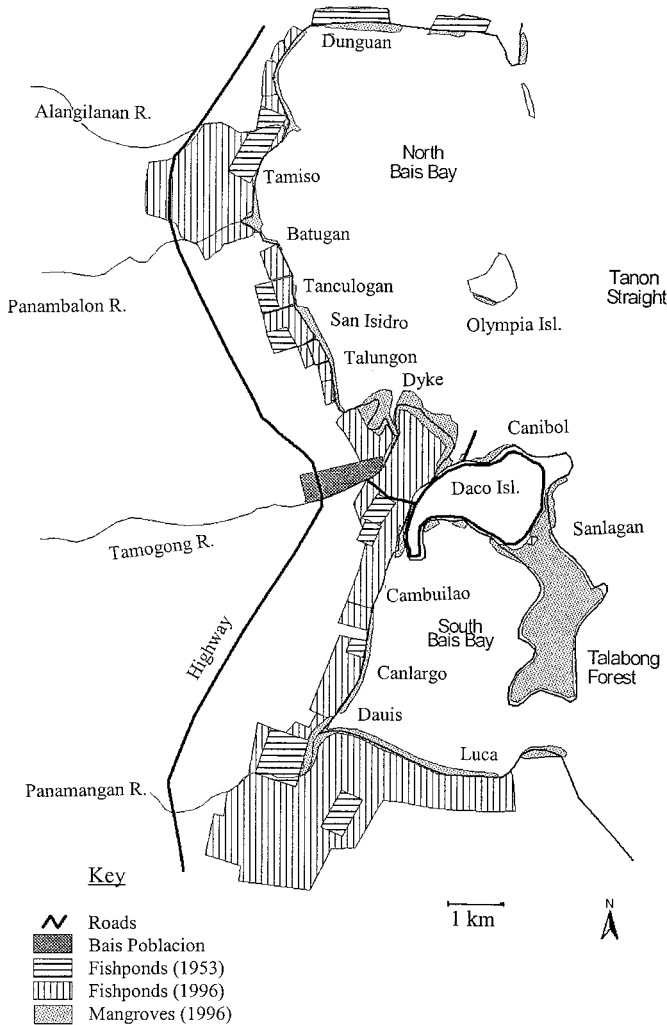 Dunguan
Alangilanan R.
North
Bais Bay
Tamiso
Batugan
Panambalon R.
Tanculogan
San Isidro
Olympia Isl.
Tanon
Straight
Talungon
Dyke
Canibol
Daco Isl.
Tamogong R.
Sanlagan
Cambuilao
Highway
South
Bais Bay
Talabong
Forest
Canlargo
Dauis
Luca
Panamangan R.
Key
Roads
Bais Poblacion
Fishponds (1953)
Fishponds (1996)
Mangroves (1996)
1 km
N